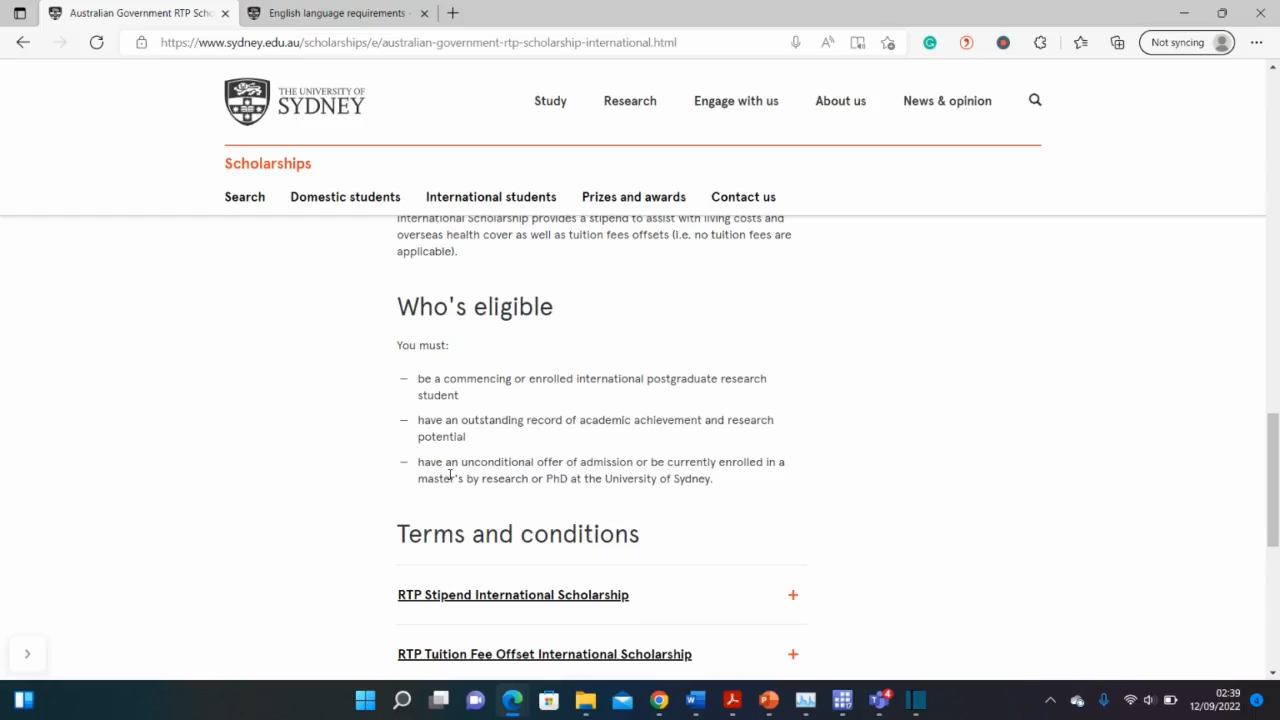 Australian Government RTP Scho
English language requirements -
https://www.sydney.edu.au/scholarships/e/australian-government-rtp-scholarship-international.html
Not syncing
THE UNIVERSITY OF
SYDNEY
Study
Research
Engage with us
About us
News & opinion
Scholarships
Search
Domestic students
International students
Prizes and awards
Contact us
International Scholarship provides a stipend to assist with living costs and
overseas health cover as well as tuition fees offsets (i.e. no tuition fees are
applicable).
Who's eligible
You must:
— be a commencing or enrolled international postgraduate research
student
— have an outstanding record of academic achievement and research
potential
— have an unconditional offer of admission or be currently enrolled in a
master's by research or PhD at the University of Sydney.
Terms and conditions
RTP Stipend International Scholarship +
RTP Tuition Fee Offset International Scholarship +
4
02:39
12/09/2022